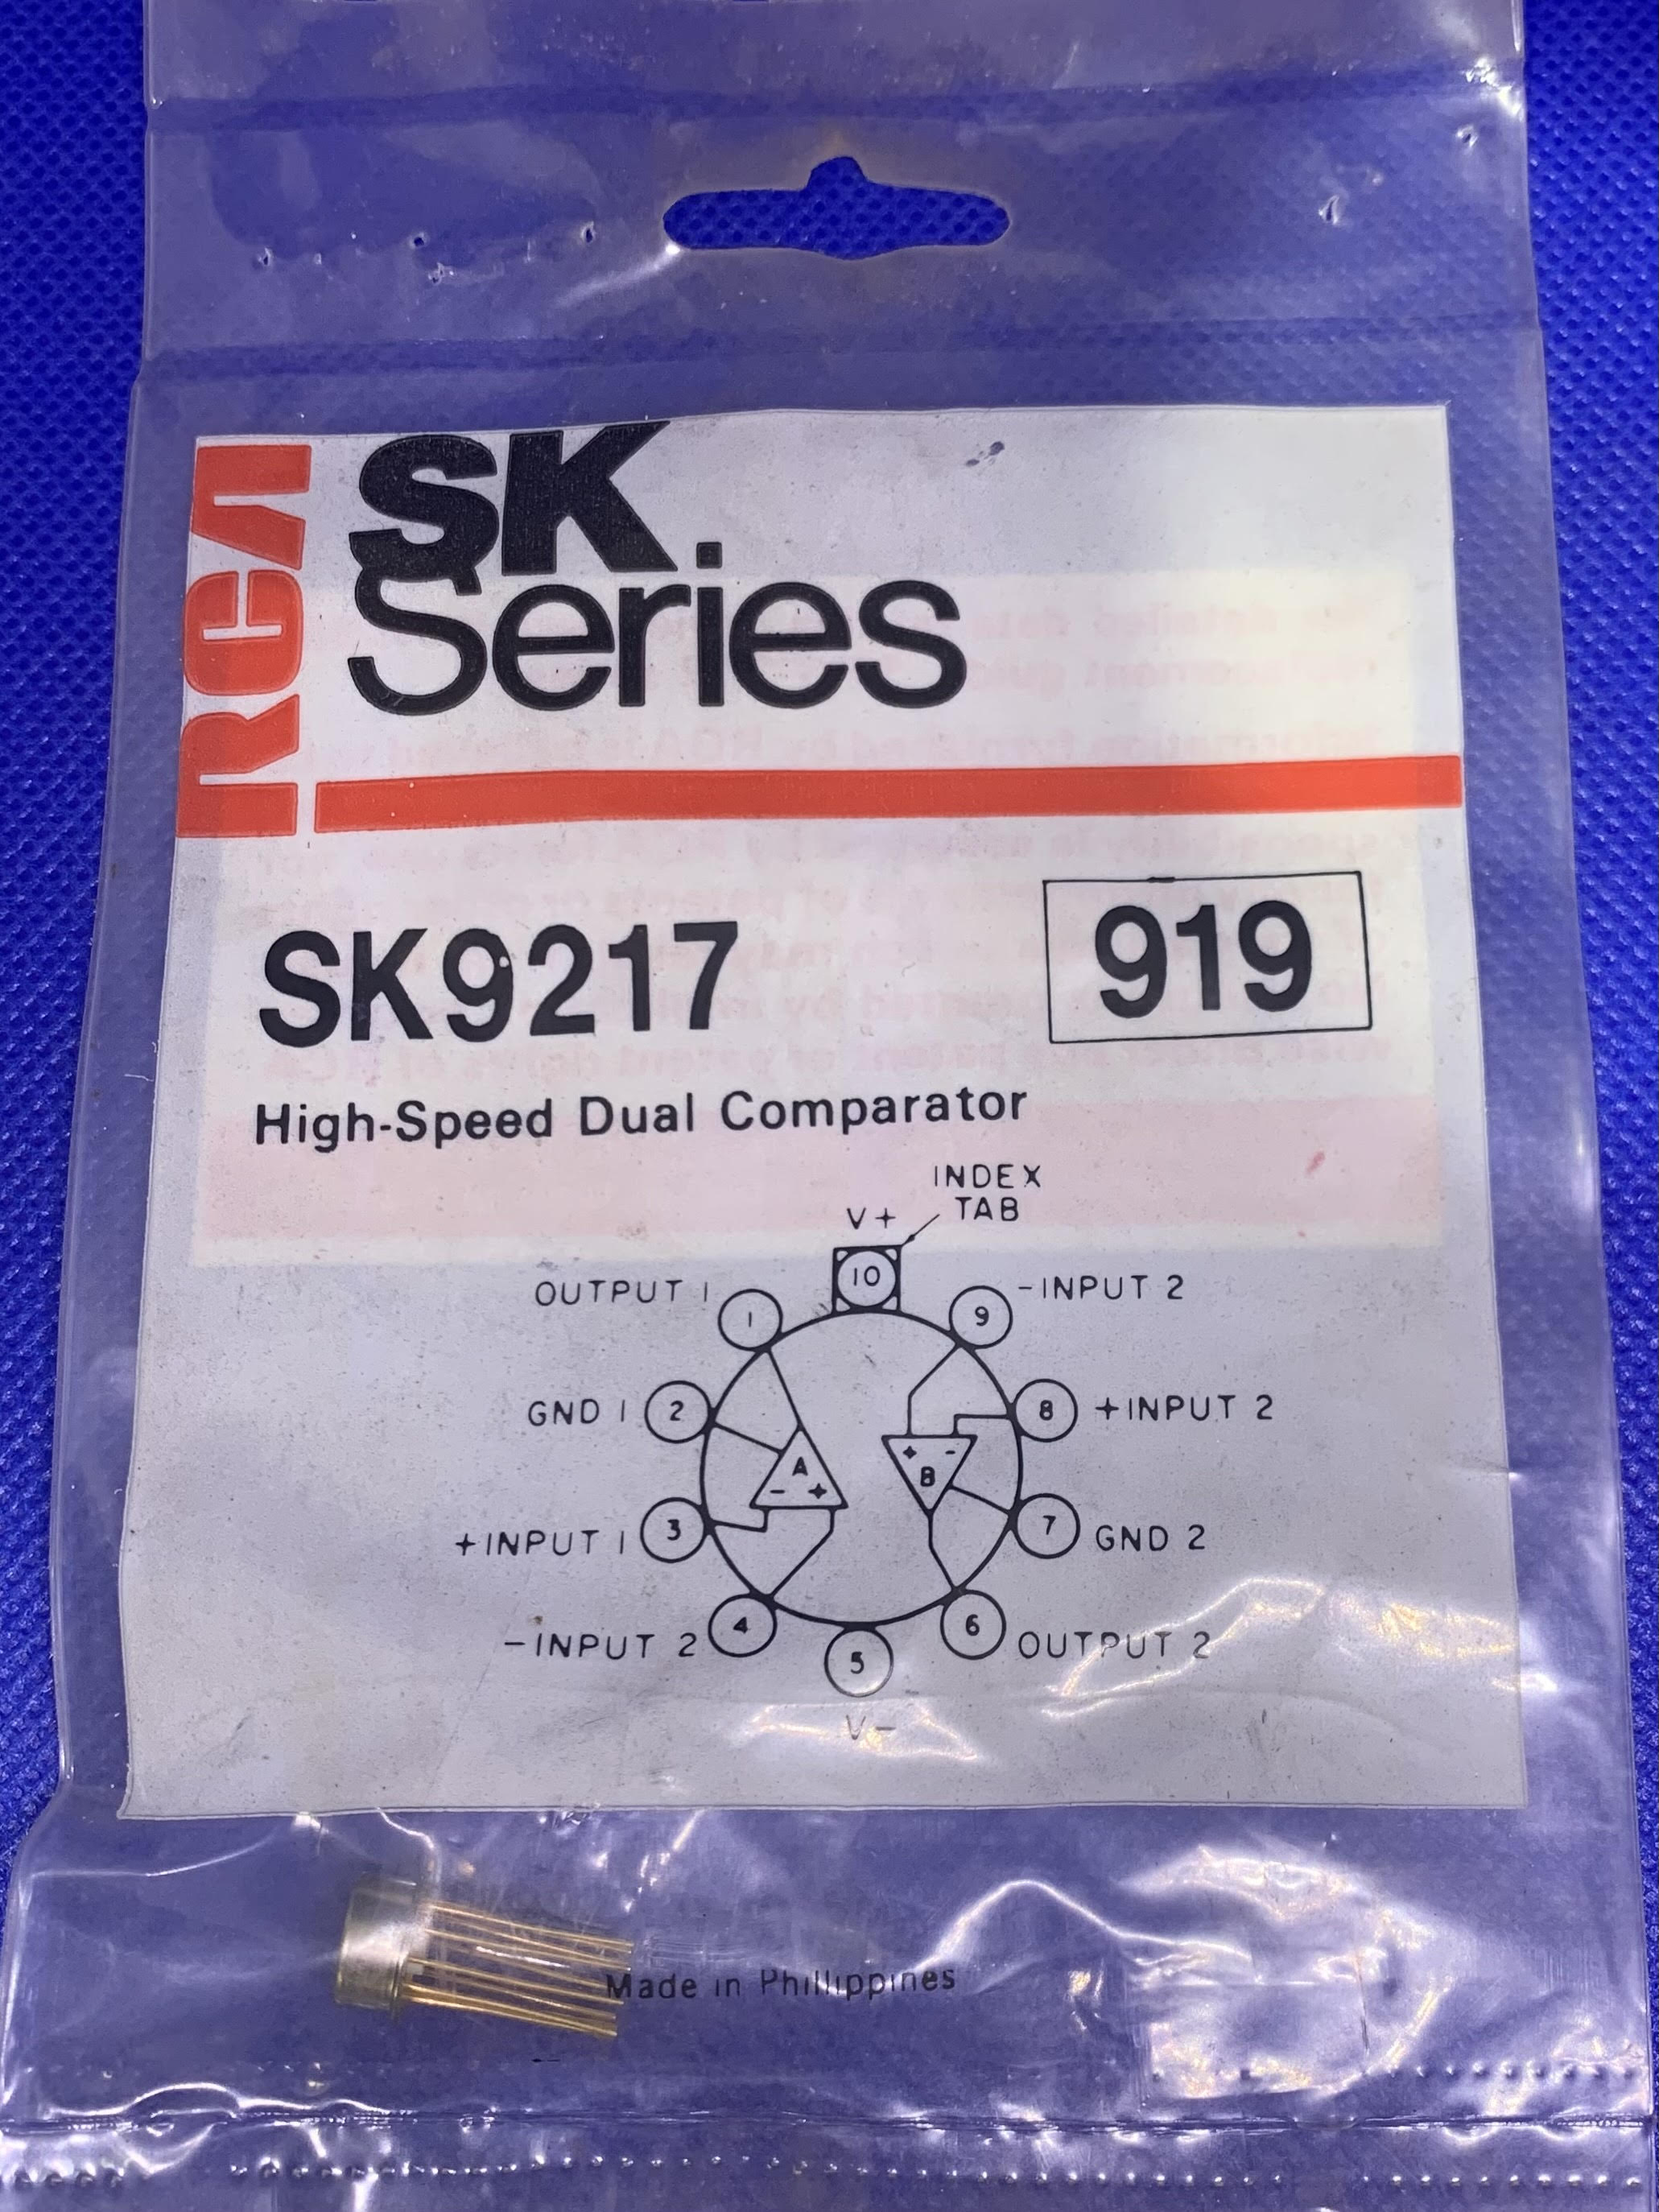 RCA
SK
Series
SK9217
919
High-Speed Dual Comparator
INDEX
TAB
V+
10
OUTPUT 1
1
9
-INPUT 2
GND 1
2
8
+INPUT 2
A
- +
+ -
B
+INPUT 1
3
7
GND 2
-INPUT 2
4
6
OUTPUT 2
5
V-
Made in Phillippines